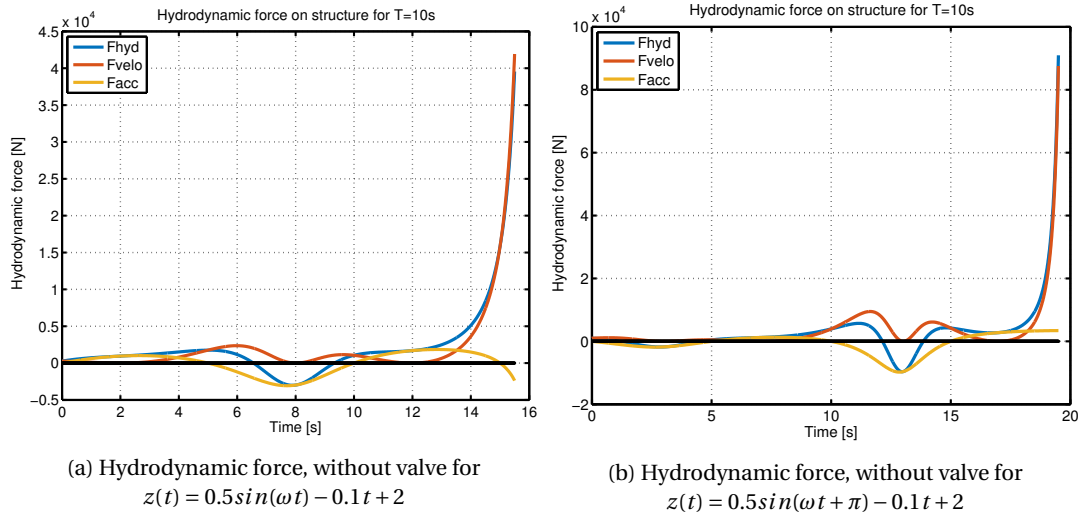 x 10⁴
Hydrodynamic force on structure for T=10s
4.5
4
3.5
3
2.5
2
1.5
1
0.5
0
−0.5
Hydrodynamic force [N]
Fhyd
Fvelo
Facc
0 2 4 6 8 10 12 14 16
Time [s]
(a) Hydrodynamic force, without valve for
z(t) = 0.5sin(ωt) − 0.1t + 2
x 10⁴
Hydrodynamic force on structure for T=10s
10
8
6
4
2
0
−2
Hydrodynamic force [N]
Fhyd
Fvelo
Facc
0 5 10 15 20
Time [s]
(b) Hydrodynamic force, without valve for
z(t) = 0.5sin(ωt + π) − 0.1t + 2